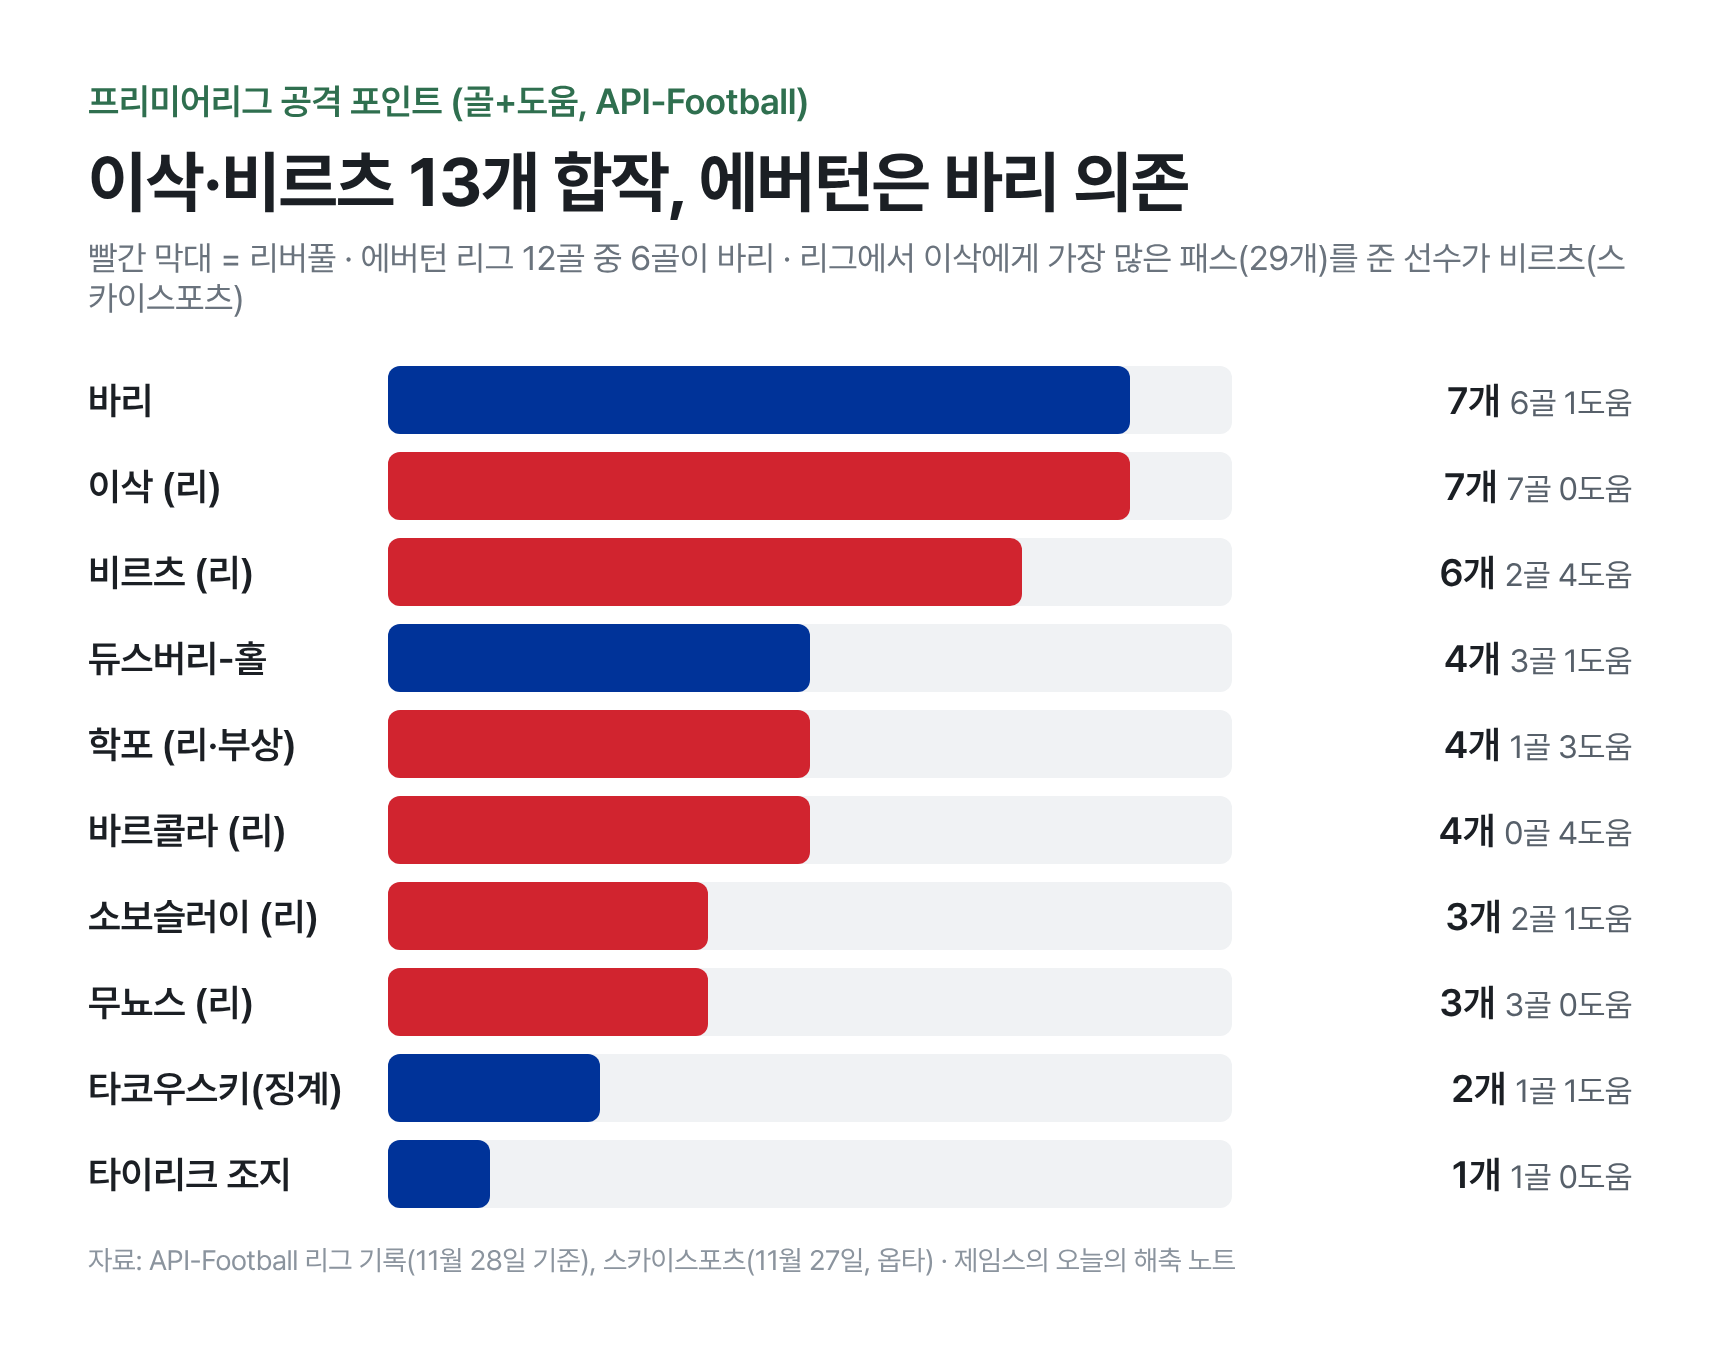 프리미어리그 공격 포인트 (골+도움, API-Football)
이삭·비르츠 13개 합작, 에버턴은 바리 의존
빨간 막대 = 리버풀 · 에버턴 리그 12골 중 6골이 바리 · 리그에서 이삭에게 가장 많은 패스(29개)를 준 선수가 비르츠(스
카이스포츠)
바리 7개 6골 1도움
이삭 (리) 7개 7골 0도움
비르츠 (리) 6개 2골 4도움
듀스버리-홀 4개 3골 1도움
학포 (리·부상) 4개 1골 3도움
바르콜라 (리) 4개 0골 4도움
소보슬러이 (리) 3개 2골 1도움
무뇨스 (리) 3개 3골 0도움
타코우스키(징계) 2개 1골 1도움
타이리크 조지 1개 1골 0도움
자료: API-Football 리그 기록(11월 28일 기준), 스카이스포츠(11월 27일, 옵타) · 제임스의 오늘의 해축 노트